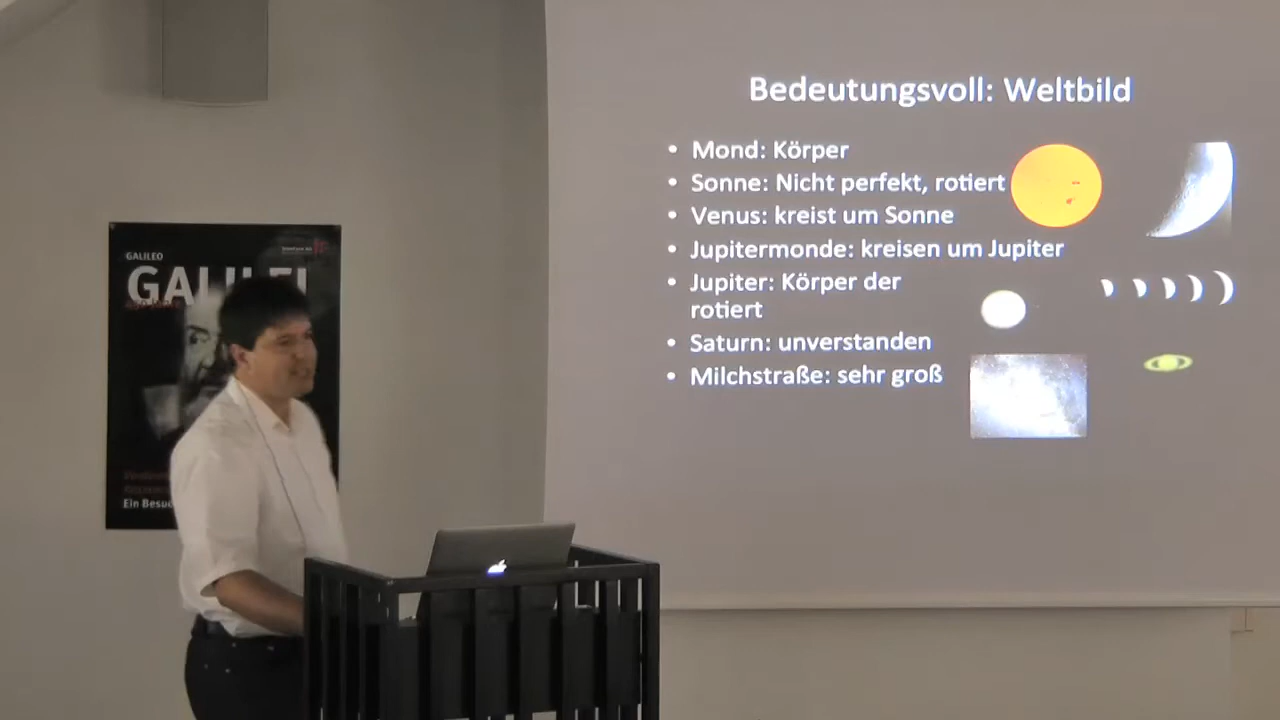 Bedeutungsvoll: Weltbild
• Mond: Körper
• Sonne: Nicht perfekt, rotiert
• Venus: kreist um Sonne
• Jupitermonde: kreisen um Jupiter
• Jupiter: Körper der
rotiert
• Saturn: unverstanden
• Milchstraße: sehr groß
GALILEO
GALILEI
Ein